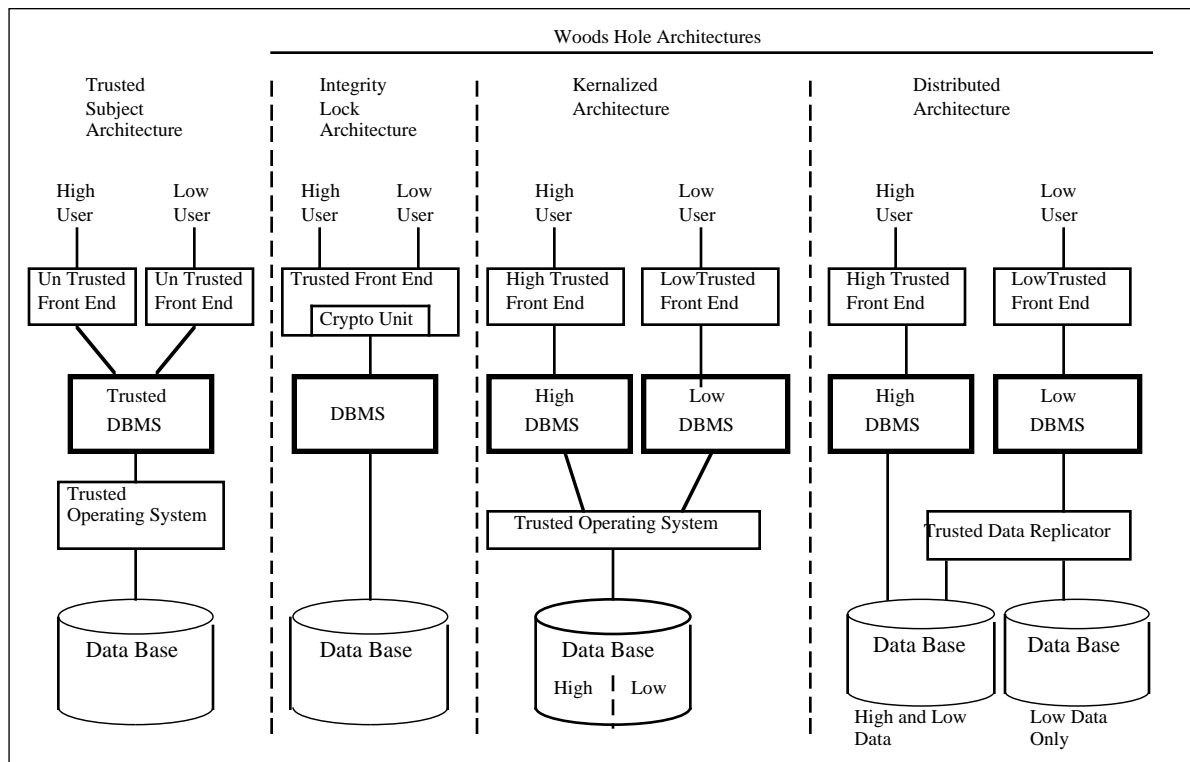 Woods Hole Architectures
Trusted
Subject
Architecture
High
User
Low
User
Un Trusted
Front End
Un Trusted
Front End
Trusted
DBMS
Trusted
Operating System
Data Base
Integrity
Lock
Architecture
High
User
Low
User
Trusted Front End
Crypto Unit
DBMS
Data Base
Kernalized
Architecture
High
User
Low
User
High Trusted
Front End
LowTrusted
Front End
High
DBMS
Low
DBMS
Trusted Operating System
Data Base
High
Low
Distributed
Architecture
High
User
Low
User
High Trusted
Front End
LowTrusted
Front End
High
DBMS
Low
DBMS
Trusted Data Replicator
Data Base
Data Base
High and Low
Data
Low Data
Only